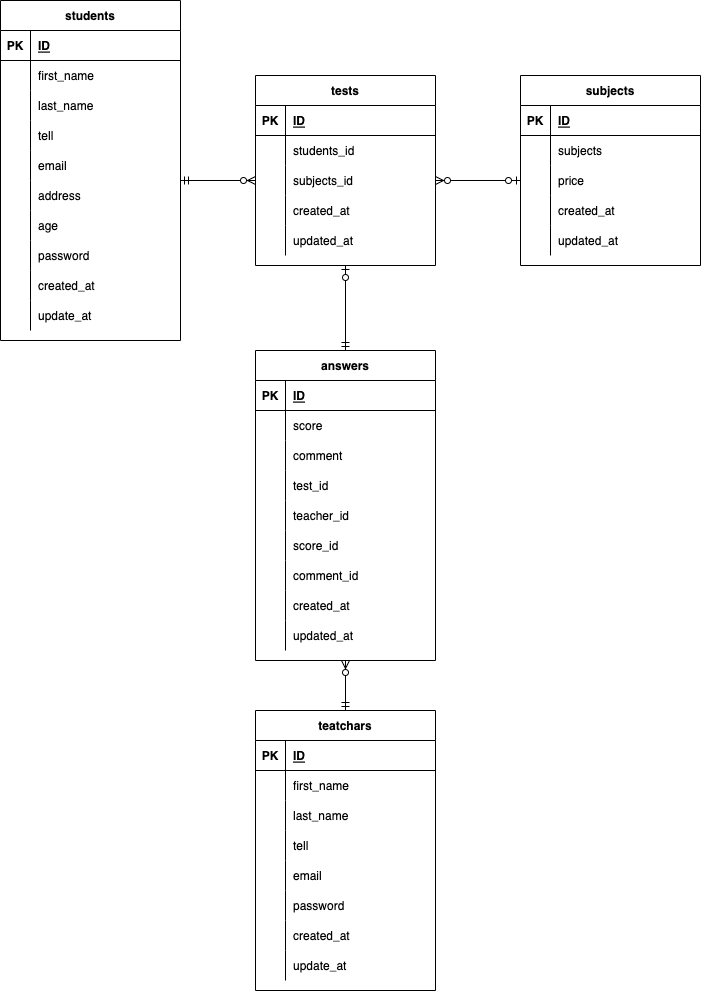 students
PK ID
first_name
last_name
tell
email
address
age
password
created_at
update_at
tests
PK ID
students_id
subjects_id
created_at
updated_at
subjects
PK ID
subjects
price
created_at
updated_at
answers
PK ID
score
comment
test_id
teacher_id
score_id
comment_id
created_at
updated_at
teatchars
PK ID
first_name
last_name
tell
email
password
created_at
update_at